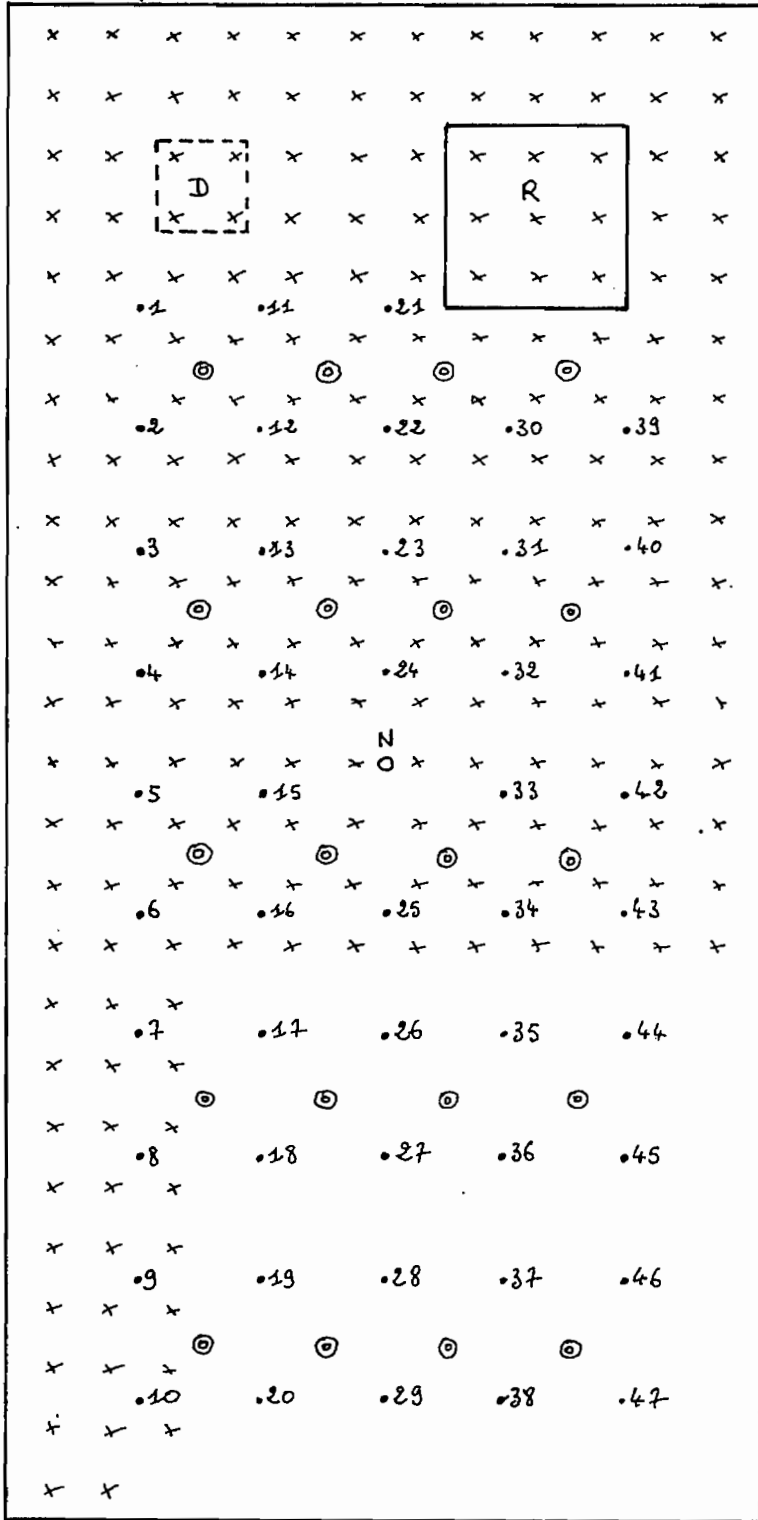 D R
.1 .11 .21
.2 .12 .22 .30 .39
.3 .13 .23 .31 .40
.4 .14 .24 .32 .41
N
.5 .15 .33 .42
.6 .16 .25 .34 .43
.7 .17 .26 .35 .44
.8 .18 .27 .36 .45
.9 .19 .28 .37 .46
.10 .20 .29 .38 .47